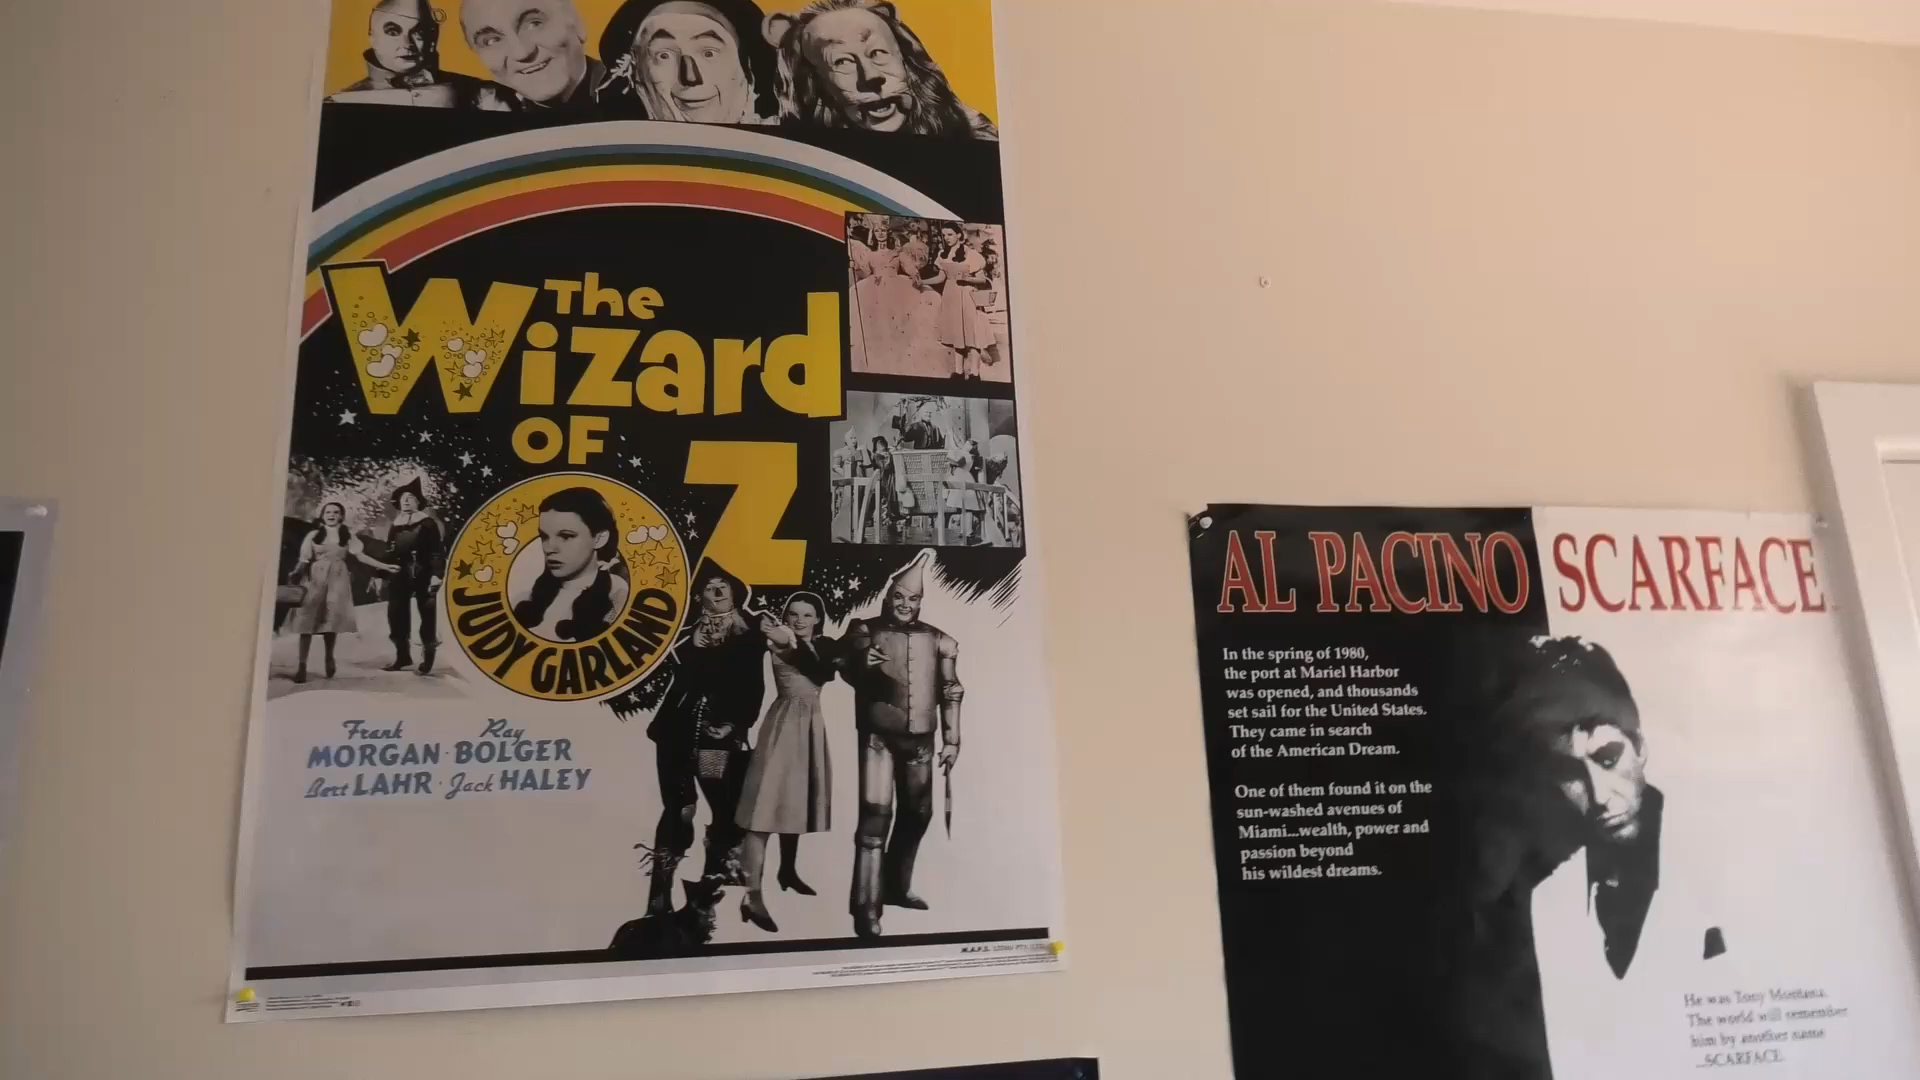 The
Wizard
OF
OZ
JUDY GARLAND
Frank Ray
MORGAN · BOLGER
Bert LAHR · Jack HALEY
AL PACINO SCARFACE
In the spring of 1980,
the port at Mariel Harbor
was opened, and thousands
set sail for the United States.
They came in search
of the American Dream.
One of them found it on the
sun-washed avenues of
Miami...wealth, power and
passion beyond
his wildest dreams.
He was Tony Montana.
The world will remember
him by another name
...SCARFACE.